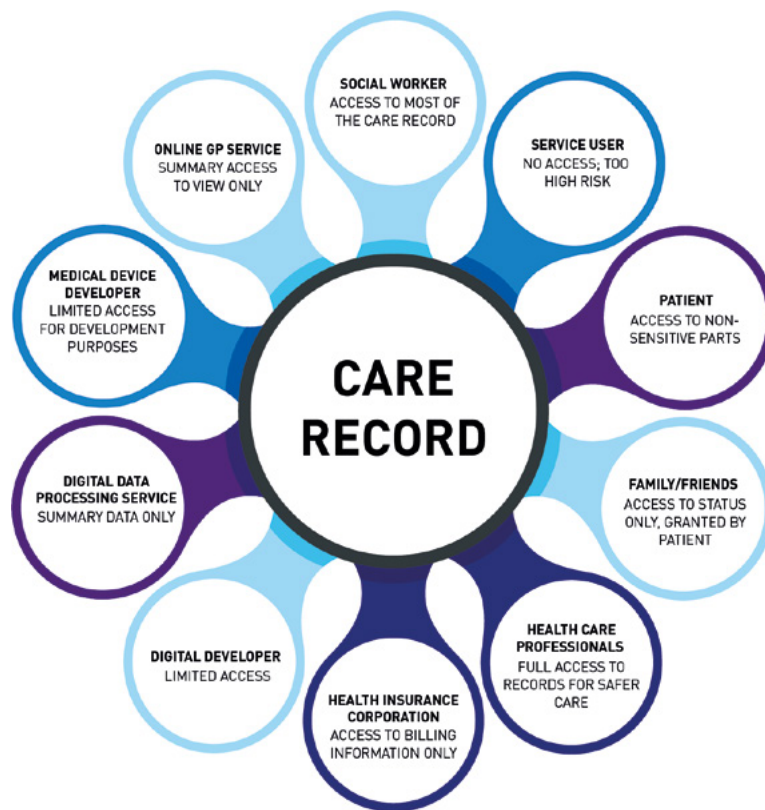 SOCIAL WORKER
ACCESS TO MOST OF
THE CARE RECORD
SERVICE USER
NO ACCESS; TOO
HIGH RISK
PATIENT
ACCESS TO NON-
SENSITIVE PARTS
FAMILY/FRIENDS
ACCESS TO STATUS
ONLY, GRANTED BY
PATIENT
HEALTH CARE
PROFESSIONALS
FULL ACCESS TO
RECORDS FOR SAFER
CARE
HEALTH INSURANCE
CORPORATION
ACCESS TO BILLING
INFORMATION ONLY
DIGITAL DEVELOPER
LIMITED ACCESS
DIGITAL DATA
PROCESSING SERVICE
SUMMARY DATA ONLY
MEDICAL DEVICE
DEVELOPER
LIMITED ACCESS
FOR DEVELOPMENT
PURPOSES
ONLINE GP SERVICE
SUMMARY ACCESS
TO VIEW ONLY
CARE
RECORD